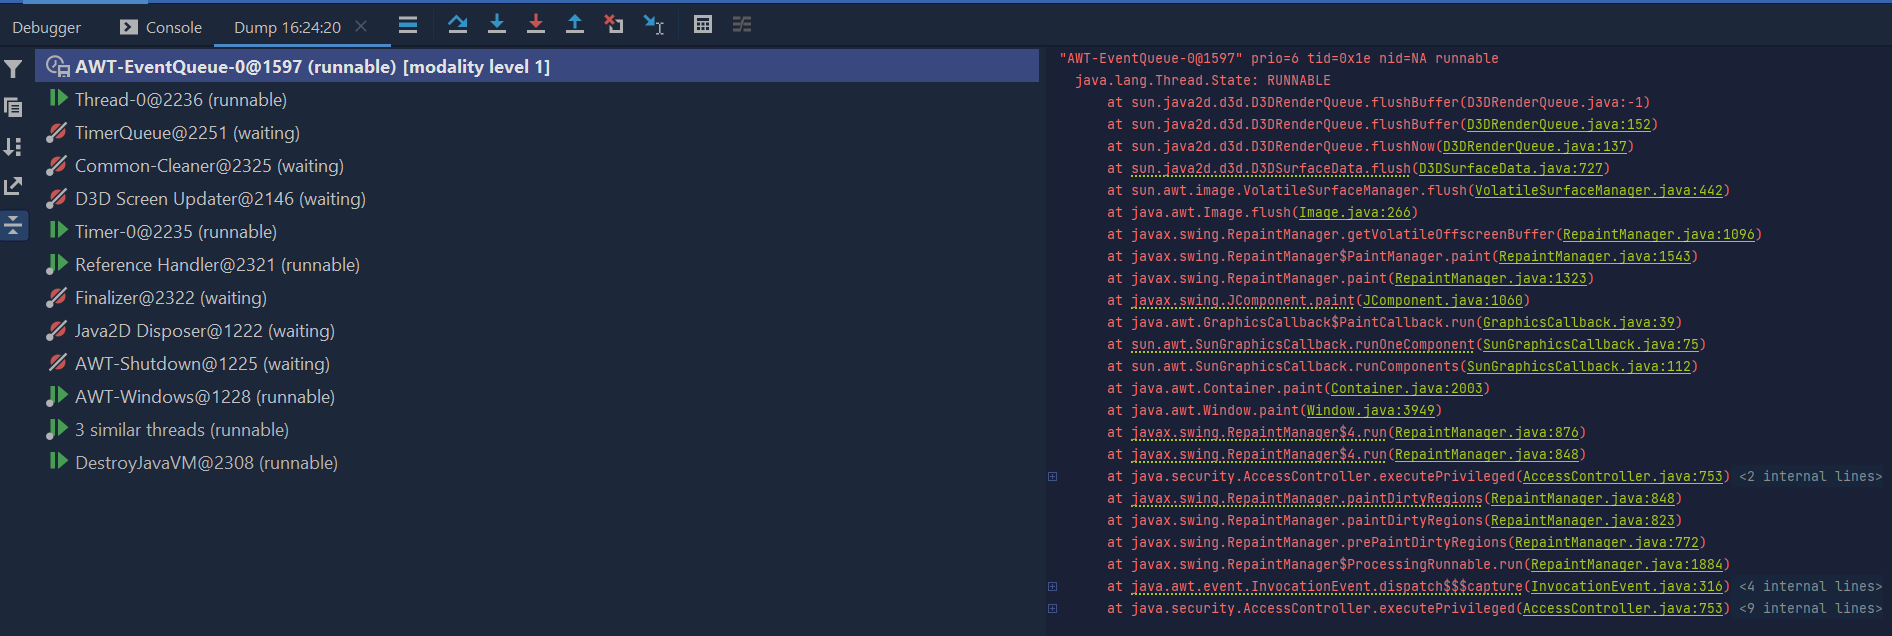 Debugger Console Dump 16:24:20
AWT-EventQueue-0@1597 (runnable) [modality level 1]
Thread-0@2236 (runnable)
TimerQueue@2251 (waiting)
Common-Cleaner@2325 (waiting)
D3D Screen Updater@2146 (waiting)
Timer-0@2235 (runnable)
Reference Handler@2321 (runnable)
Finalizer@2322 (waiting)
Java2D Disposer@1222 (waiting)
AWT-Shutdown@1225 (waiting)
AWT-Windows@1228 (runnable)
3 similar threads (runnable)
DestroyJavaVM@2308 (runnable)
"AWT-EventQueue-0@1597" prio=6 tid=0x1e nid=NA runnable
java.lang.Thread.State: RUNNABLE
at sun.java2d.d3d.D3DRenderQueue.flushBuffer(D3DRenderQueue.java:-1)
at sun.java2d.d3d.D3DRenderQueue.flushBuffer(D3DRenderQueue.java:152)
at sun.java2d.d3d.D3DRenderQueue.flushNow(D3DRenderQueue.java:137)
at sun.java2d.d3d.D3DSurfaceData.flush(D3DSurfaceData.java:727)
at sun.awt.image.VolatileSurfaceManager.flush(VolatileSurfaceManager.java:442)
at java.awt.Image.flush(Image.java:266)
at javax.swing.RepaintManager.getVolatileOffscreenBuffer(RepaintManager.java:1096)
at javax.swing.RepaintManager$PaintManager.paint(RepaintManager.java:1543)
at javax.swing.RepaintManager.paint(RepaintManager.java:1323)
at javax.swing.JComponent.paint(JComponent.java:1060)
at java.awt.GraphicsCallback$PaintCallback.run(GraphicsCallback.java:39)
at sun.awt.SunGraphicsCallback.runOneComponent(SunGraphicsCallback.java:75)
at sun.awt.SunGraphicsCallback.runComponents(SunGraphicsCallback.java:112)
at java.awt.Container.paint(Container.java:2003)
at java.awt.Window.paint(Window.java:3949)
at javax.swing.RepaintManager$4.run(RepaintManager.java:876)
at javax.swing.RepaintManager$4.run(RepaintManager.java:848)
at java.security.AccessController.executePrivileged(AccessController.java:753) <2 internal lines>
at javax.swing.RepaintManager.paintDirtyRegions(RepaintManager.java:848)
at javax.swing.RepaintManager.paintDirtyRegions(RepaintManager.java:823)
at javax.swing.RepaintManager.prePaintDirtyRegions(RepaintManager.java:772)
at javax.swing.RepaintManager$ProcessingRunnable.run(RepaintManager.java:1884)
at java.awt.event.InvocationEvent.dispatch$$$capture(InvocationEvent.java:316) <4 internal lines>
at java.security.AccessController.executePrivileged(AccessController.java:753) <9 internal lines>